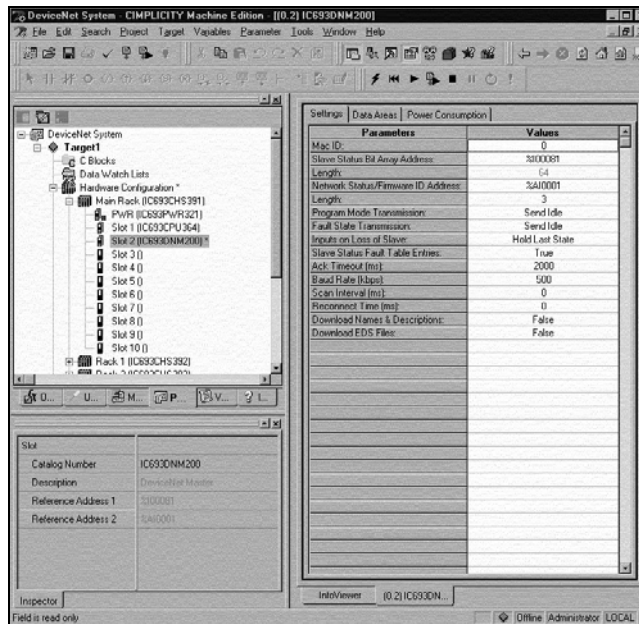 DeviceNet System - CIMPLICITY Machine Edition - [(0.2) IC693DNM200]
File Edit Search Project Target Variables Parameter Tools Window Help
DeviceNet System
Target1
C Blocks
Data Watch Lists
Hardware Configuration *
Main Rack (IC693CHS391)
PWR (IC693PWR321)
Slot 1 (IC693CPU364)
Slot 2 (IC693DNM200) *
Slot 3 ()
Slot 4 ()
Slot 5 ()
Slot 6 ()
Slot 7 ()
Slot 8 ()
Slot 9 ()
Slot 10 ()
Rack 1 (IC693CHS392)
O... U... M... P... V... I...
Slot
Catalog Number IC693DNM200
Description DeviceNet Master
Reference Address 1 %I00081
Reference Address 2 %AI0001
Inspector
Settings Data Areas Power Consumption
Parameters Values
Mac ID: 0
Slave Status Bit Array Address: %I00081
Length: 64
Network Status/Firmware ID Address: %AI0001
Length: 3
Program Mode Transmission: Send Idle
Fault State Transmission: Send Idle
Inputs on Loss of Slave: Hold Last State
Slave Status Fault Table Entries: True
Ack Timeout (ms): 2000
Baud Rate (kbps): 500
Scan Interval (ms): 0
Reconnect Time (ms): 0
Download Names & Descriptions: False
Download EDS Files: False
InfoViewer (0.2) IC693DN...
Field is read only Offline Administrator LOCAL